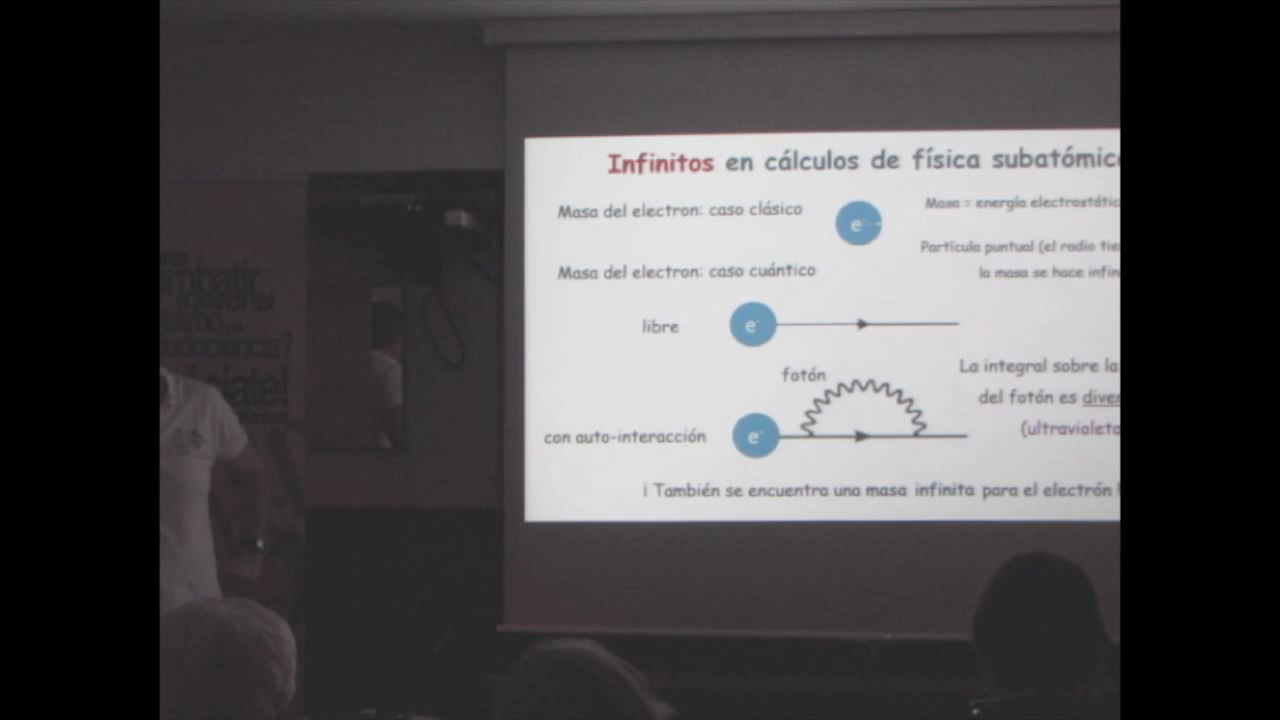 Infinitos en cálculos de física subatómic
Masa del electron: caso clásico
e-
Masa = energía electrostátic
Partícula puntual (el radio tie
la masa se hace infin
Masa del electron: caso cuántico
libre
e-
fotón
La integral sobre la
del fotón es diver
(ultravioleta
con auto-interacción
e-
¡ También se encuentra una masa infinita para el electrón !
mbatir